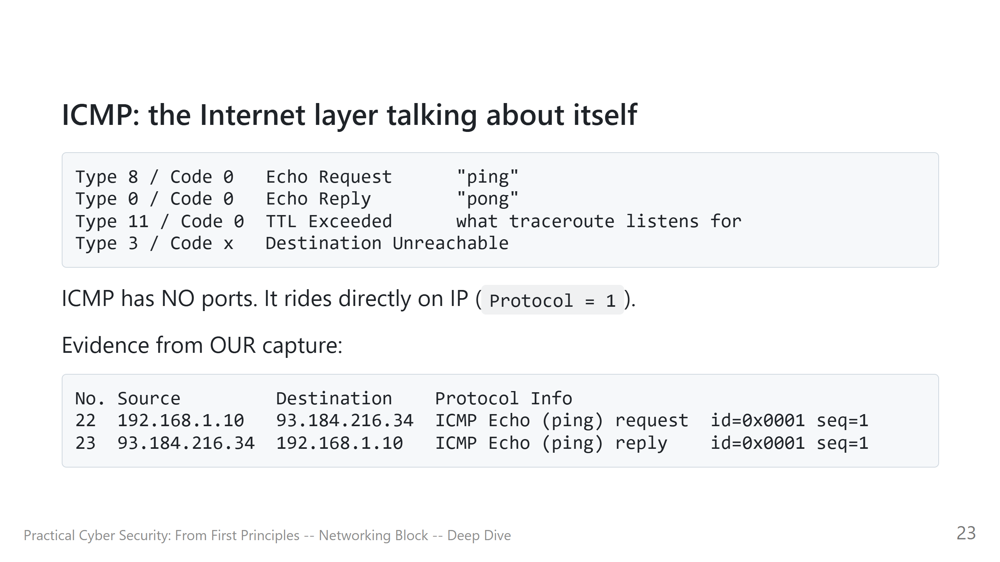 ICMP: the Internet layer talking about itself
Type 8 / Code 0   Echo Request      "ping"
Type 0 / Code 0   Echo Reply        "pong"
Type 11 / Code 0  TTL Exceeded      what traceroute listens for
Type 3 / Code x   Destination Unreachable
ICMP has NO ports. It rides directly on IP ( Protocol = 1 ).
Evidence from OUR capture:
No. Source         Destination    Protocol Info
22  192.168.1.10   93.184.216.34  ICMP Echo (ping) request  id=0x0001 seq=1
23  93.184.216.34  192.168.1.10   ICMP Echo (ping) reply    id=0x0001 seq=1
Practical Cyber Security: From First Principles -- Networking Block -- Deep Dive
23